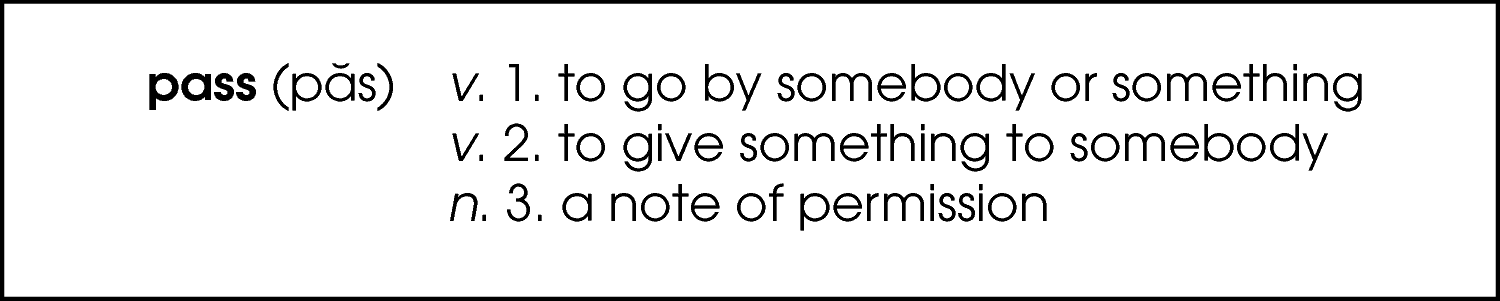 pass (păs) v. 1. to go by somebody or something
v. 2. to give something to somebody
n. 3. a note of permission